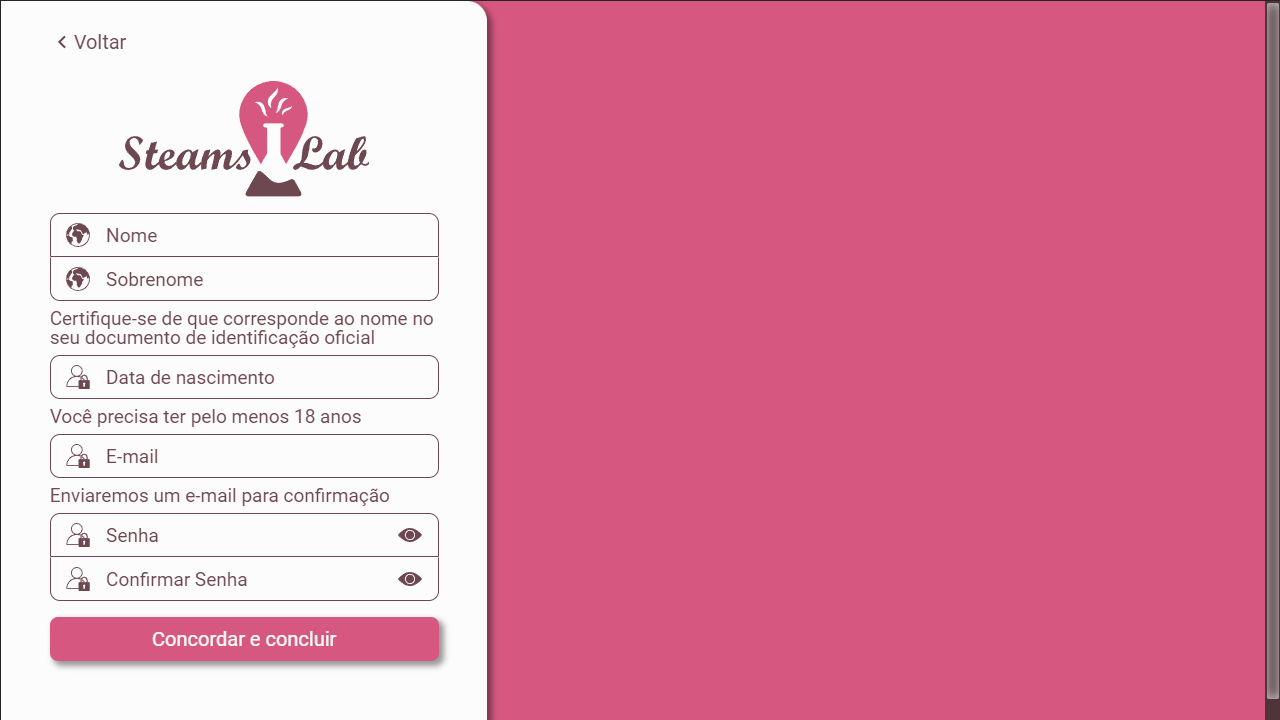 Voltar
Steams Lab
Nome
Sobrenome
Certifique-se de que corresponde ao nome no
seu documento de identificação oficial
Data de nascimento
Você precisa ter pelo menos 18 anos
E-mail
Enviaremos um e-mail para confirmação
Senha
Confirmar Senha
Concordar e concluir